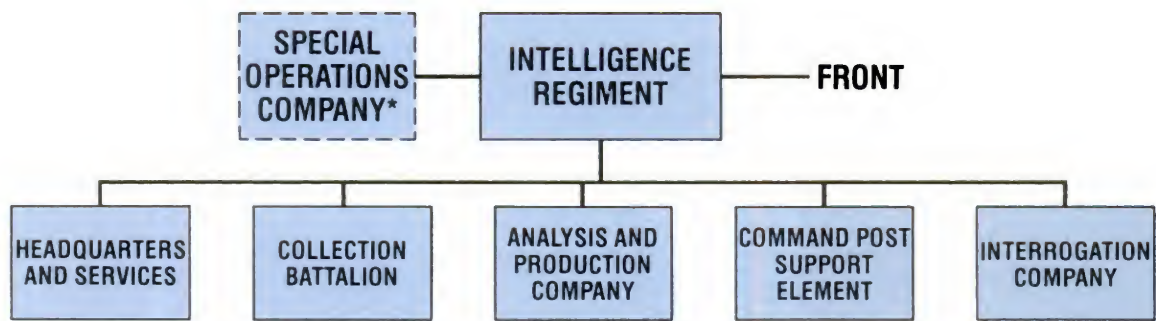 SPECIAL
OPERATIONS
COMPANY*
INTELLIGENCE
REGIMENT
FRONT
HEADQUARTERS
AND SERVICES
COLLECTION
BATTALION
ANALYSIS AND
PRODUCTION
COMPANY
COMMAND POST
SUPPORT
ELEMENT
INTERROGATION
COMPANY